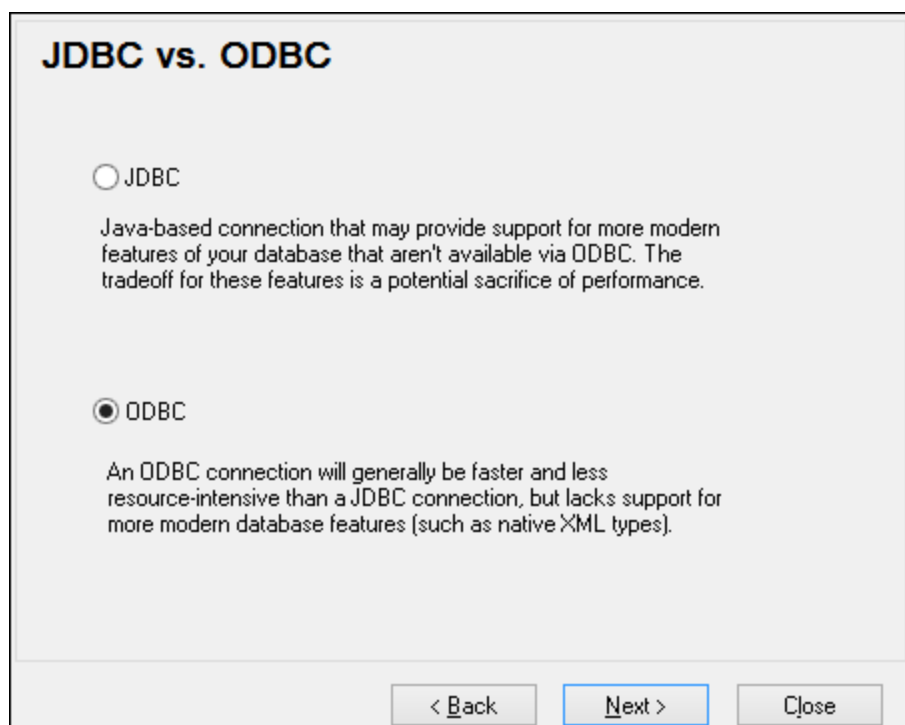 JDBC vs. ODBC
JDBC
Java-based connection that may provide support for more modern
features of your database that aren't available via ODBC. The
tradeoff for these features is a potential sacrifice of performance.
ODBC
An ODBC connection will generally be faster and less
resource-intensive than a JDBC connection, but lacks support for
more modern database features (such as native XML types).
< Back Next > Close